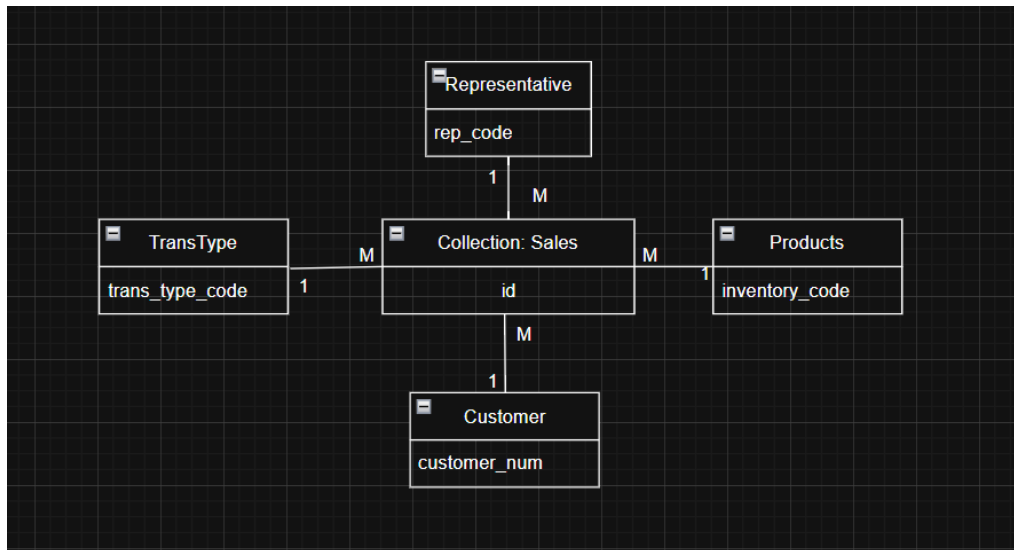 Representative
rep_code
1
M
TransType
M
Collection: Sales
M
Products
trans_type_code
1
id
1
inventory_code
M
1
Customer
customer_num